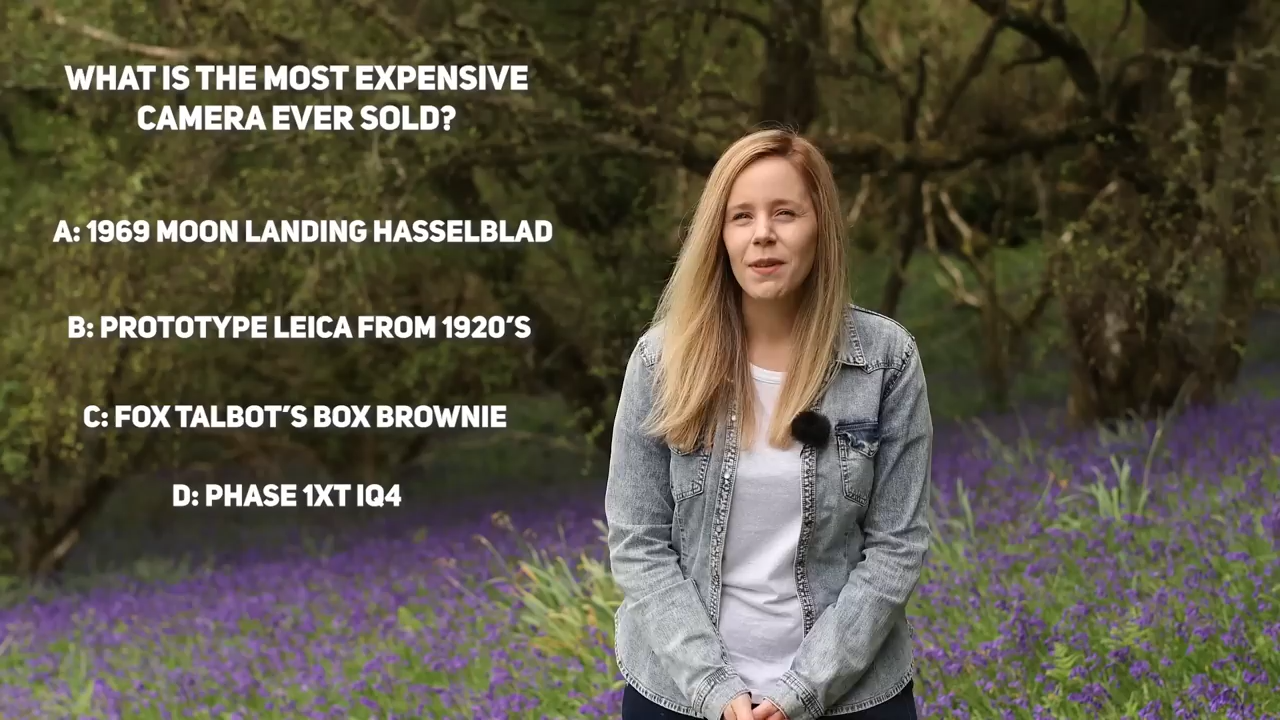 WHAT IS THE MOST EXPENSIVE
CAMERA EVER SOLD?
A: 1969 MOON LANDING HASSELBLAD
B: PROTOTYPE LEICA FROM 1920'S
C: FOX TALBOT'S BOX BROWNIE
D: PHASE 1XT IQ4